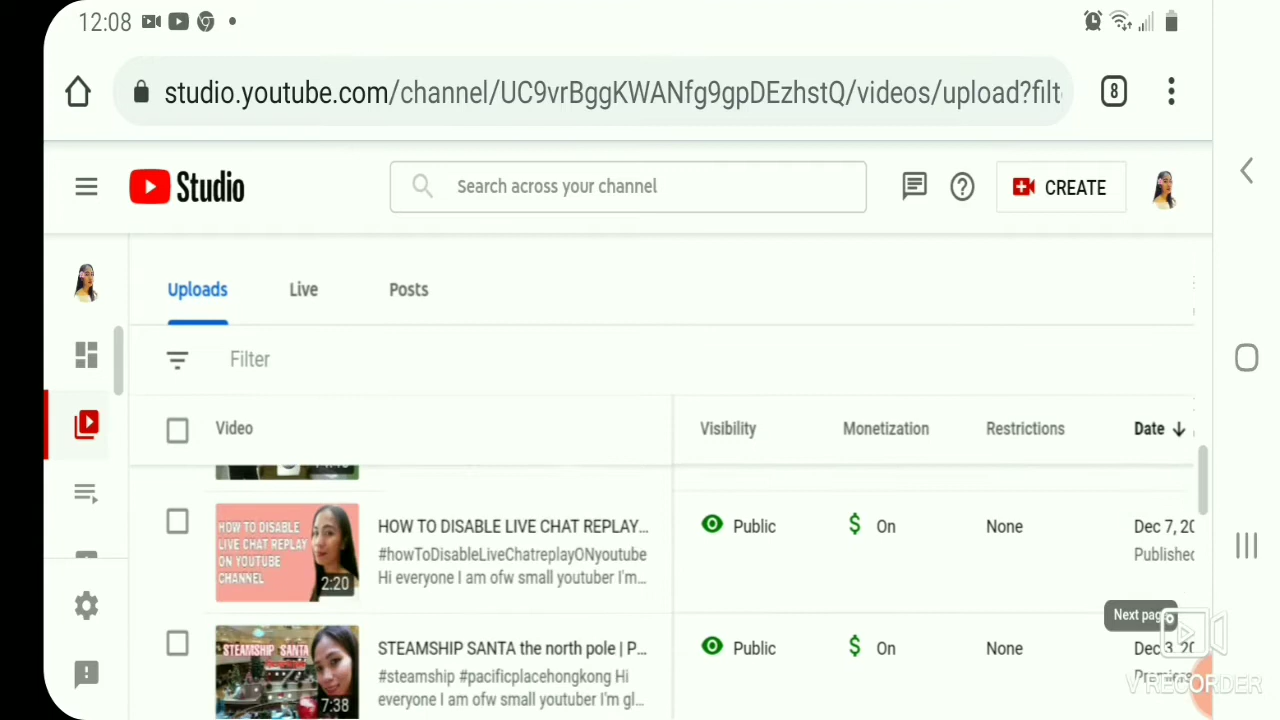 12:08
studio.youtube.com/channel/UC9vrBggKWANfg9gpDEzhstQ/videos/upload?filt
8
Studio
Search across your channel
CREATE
Uploads
Live
Posts
Filter
Video
Visibility
Monetization
Restrictions
Date
HOW TO DISABLE
LIVE CHAT REPLAY
ON YOUTUBE
CHANNEL
2:20
HOW TO DISABLE LIVE CHAT REPLAY...
#howToDisableLiveChatreplayONyoutube
Hi everyone I am ofw small youtuber I'm...
Public
On
None
Dec 7, 20
Published
Next page
STEAMSHIP SANTA
7:38
STEAMSHIP SANTA the north pole | P...
#steamship #pacificplacehongkong Hi
everyone I am ofw small youtuber I'm gl...
Public
On
None
Dec 3, 20
Premiere
V RECORDER